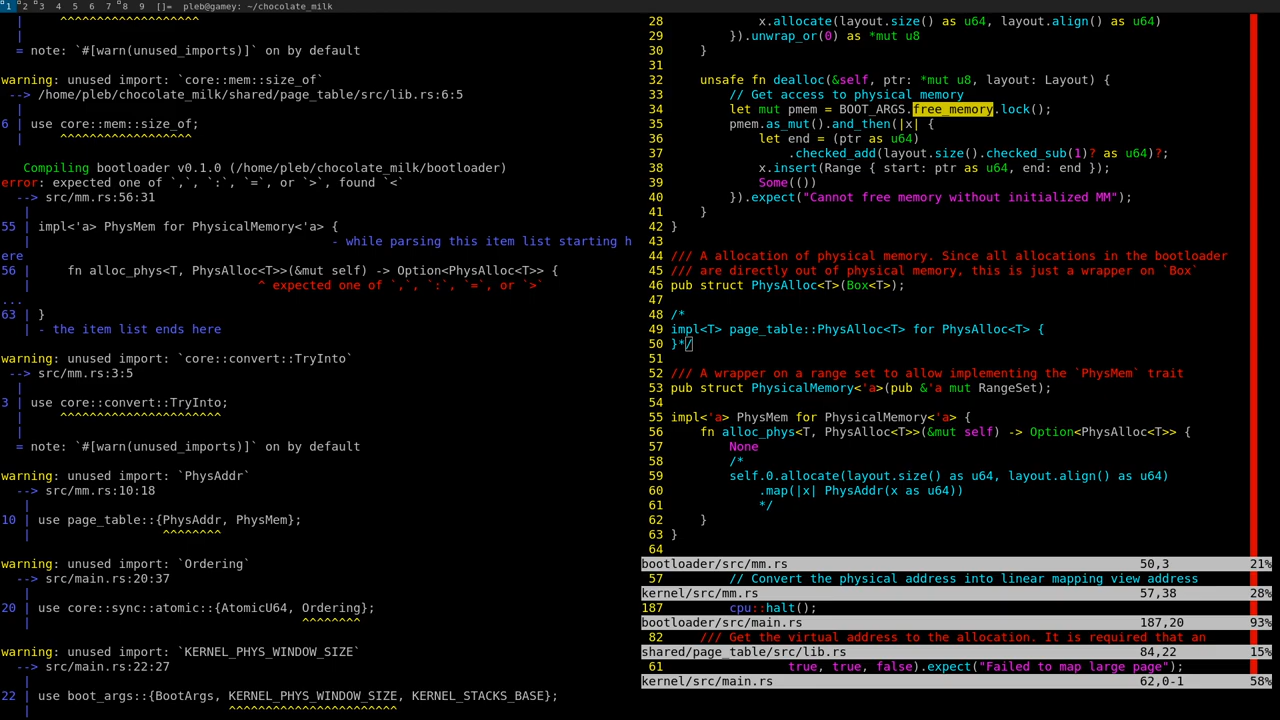 1 2 3 4 5 6 7 8 9 []= pleb@gamey: ~/chocolate_milk
| ^^^^^^^^^^^^^^^^^^^
|
= note: `#[warn(unused_imports)]` on by default
warning: unused import: `core::mem::size_of`
--> /home/pleb/chocolate_milk/shared/page_table/src/lib.rs:6:5
|
6 | use core::mem::size_of;
| ^^^^^^^^^^^^^^^^^^
Compiling bootloader v0.1.0 (/home/pleb/chocolate_milk/bootloader)
error: expected one of `,`, `:`, `=`, or `>`, found `<`
--> src/mm.rs:56:31
|
55 | impl<'a> PhysMem for PhysicalMemory<'a> {
| - while parsing this item list starting h
ere
56 | fn alloc_phys<T, PhysAlloc<T>>(&mut self) -> Option<PhysAlloc<T>> {
| ^ expected one of `,`, `:`, `=`, or `>`
...
63 | }
| - the item list ends here
warning: unused import: `core::convert::TryInto`
--> src/mm.rs:3:5
|
3 | use core::convert::TryInto;
| ^^^^^^^^^^^^^^^^^^^^^^
|
= note: `#[warn(unused_imports)]` on by default
warning: unused import: `PhysAddr`
--> src/mm.rs:10:18
|
10 | use page_table::{PhysAddr, PhysMem};
| ^^^^^^^^
warning: unused import: `Ordering`
--> src/main.rs:20:37
|
20 | use core::sync::atomic::{AtomicU64, Ordering};
| ^^^^^^^^
warning: unused import: `KERNEL_PHYS_WINDOW_SIZE`
--> src/main.rs:22:27
|
22 | use boot_args::{BootArgs, KERNEL_PHYS_WINDOW_SIZE, KERNEL_STACKS_BASE};
| ^^^^^^^^^^^^^^^^^^^^^^^
28 x.allocate(layout.size() as u64, layout.align() as u64)
29 }).unwrap_or(0) as *mut u8
30 }
31
32 unsafe fn dealloc(&self, ptr: *mut u8, layout: Layout) {
33 // Get access to physical memory
34 let mut pmem = BOOT_ARGS.free_memory.lock();
35 pmem.as_mut().and_then(|x| {
36 let end = (ptr as u64)
37 .checked_add(layout.size().checked_sub(1)? as u64)?;
38 x.insert(Range { start: ptr as u64, end: end });
39 Some(())
40 }).expect("Cannot free memory without initialized MM");
41 }
42 }
43
44 /// A allocation of physical memory. Since all allocations in the bootloader
45 /// are directly out of physical memory, this is just a wrapper on `Box`
46 pub struct PhysAlloc<T>(Box<T>);
47
48 /*
49 impl<T> page_table::PhysAlloc<T> for PhysAlloc<T> {
50 }*/
51
52 /// A wrapper on a range set to allow implementing the `PhysMem` trait
53 pub struct PhysicalMemory<'a>(pub &'a mut RangeSet);
54
55 impl<'a> PhysMem for PhysicalMemory<'a> {
56 fn alloc_phys<T, PhysAlloc<T>>(&mut self) -> Option<PhysAlloc<T>> {
57 None
58 /*
59 self.0.allocate(layout.size() as u64, layout.align() as u64)
60 .map(|x| PhysAddr(x as u64))
61 */
62 }
63 }
64
bootloader/src/mm.rs 50,3 21%
57 // Convert the physical address into linear mapping view address
kernel/src/mm.rs 57,38 28%
187 cpu::halt();
bootloader/src/main.rs 187,20 93%
82 /// Get the virtual address to the allocation. It is required that an
shared/page_table/src/lib.rs 84,22 15%
61 true, true, false).expect("Failed to map large page");
kernel/src/main.rs 62,0-1 58%